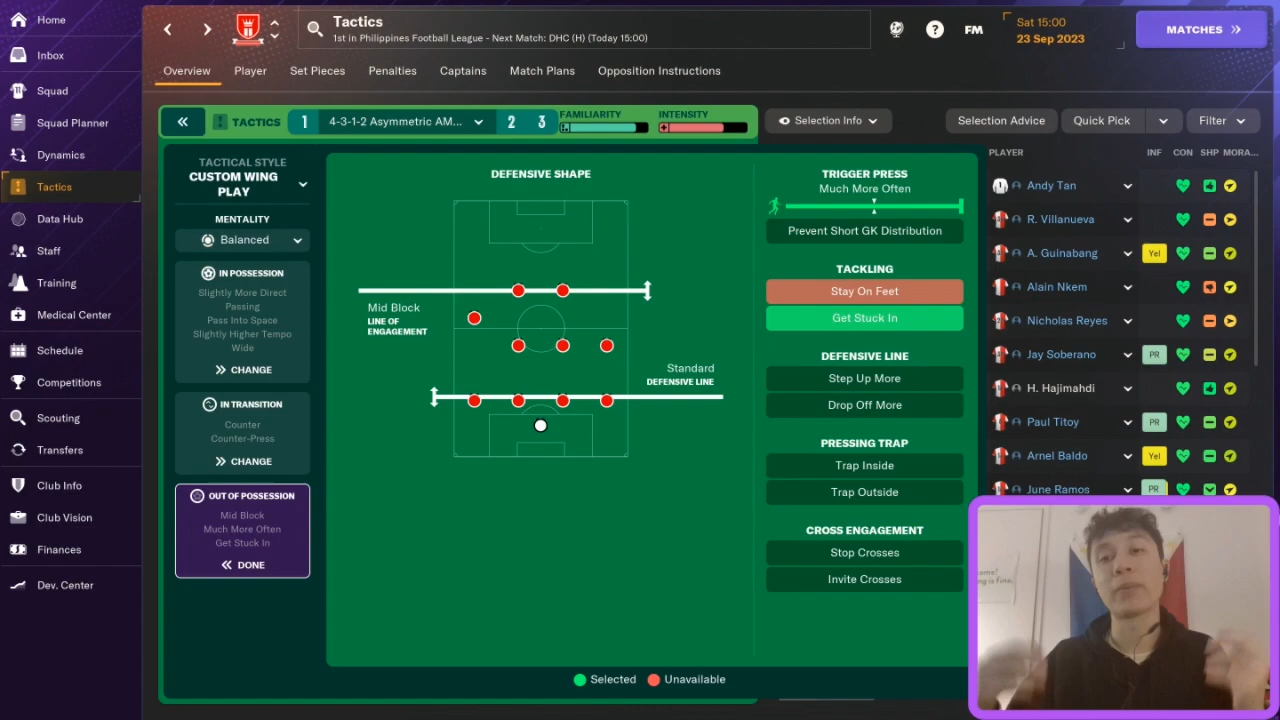 Home
Inbox
Squad
Squad Planner
Dynamics
Tactics
Data Hub
Staff
Training
Medical Center
Schedule
Competitions
Scouting
Transfers
Club Info
Club Vision
Finances
Dev. Center
Tactics
1st in Philippines Football League - Next Match: DHC (H) (Today 15:00)
?
FM
Sat 15:00
23 Sep 2023
MATCHES
Overview
Player
Set Pieces
Penalties
Captains
Match Plans
Opposition Instructions
TACTICS
1
4-3-1-2 Asymmetric AM...
2
3
FAMILIARITY
INTENSITY
Selection Info
Selection Advice
Quick Pick
Filter
TACTICAL STYLE
CUSTOM WING
PLAY
MENTALITY
Balanced
IN POSSESSION
Slightly More Direct
Passing
Pass Into Space
Slightly Higher Tempo
Wide
CHANGE
IN TRANSITION
Counter
Counter-Press
CHANGE
OUT OF POSSESSION
Mid Block
Much More Often
Get Stuck In
DONE
DEFENSIVE SHAPE
Mid Block
LINE OF
ENGAGEMENT
Standard
DEFENSIVE LINE
Selected
Unavailable
TRIGGER PRESS
Much More Often
Prevent Short GK Distribution
TACKLING
Stay On Feet
Get Stuck In
DEFENSIVE LINE
Step Up More
Drop Off More
PRESSING TRAP
Trap Inside
Trap Outside
CROSS ENGAGEMENT
Stop Crosses
Invite Crosses
PLAYER INF CON SHP MORA...
Andy Tan
R. Villanueva
A. Guinabang Yel
Alain Nkem
Nicholas Reyes
Jay Soberano PR
H. Hajimahdi
Paul Titoy PR
Arnel Baldo Yel
June Ramos PR